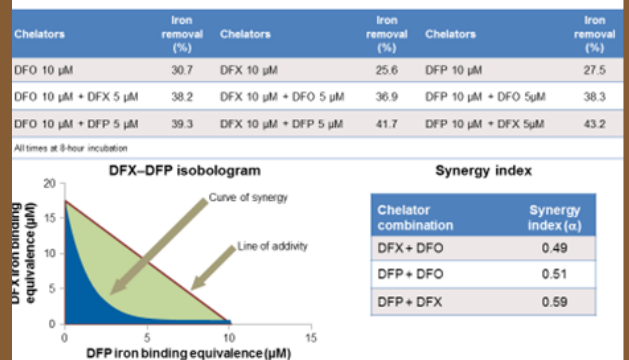 Chelators Iron removal (%) Chelators Iron removal (%) Chelators Iron removal (%)
DFO 10 µM 30.7 DFX 10 µM 25.6 DFP 10 µM 27.5
DFO 10 µM + DFX 5 µM 38.2 DFX 10 µM + DFO 5 µM 36.9 DFP 10 µM + DFO 5µM 38.3
DFO 10 µM + DFP 5 µM 39.3 DFX 10 µM + DFP 5 µM 41.7 DFP 10 µM + DFX 5µM 43.2
All times at 8-hour incubation
DFX–DFP isobologram
20
15
10
5
0
DFX iron binding
equivalence (µM)
Curve of synergy
Line of additivity
0 5 10 15
DFP iron binding equivalence (µM)
Synergy index
Chelator combination Synergy index (α)
DFX + DFO 0.49
DFP + DFO 0.51
DFP + DFX 0.59